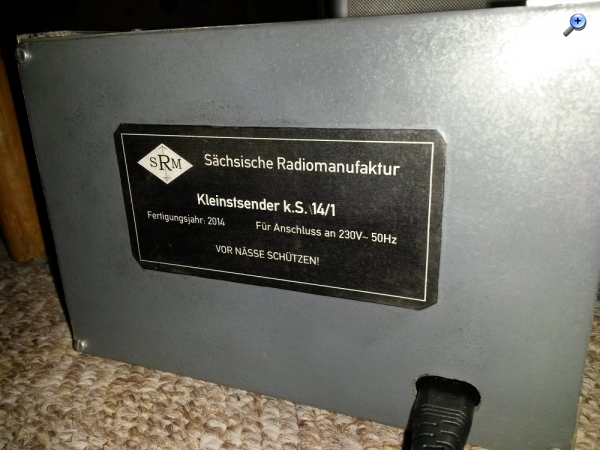 SRM
Sächsische Radiomanufaktur
Kleinstsender k.S. 14/1
Fertigungsjahr: 2014
Für Anschluss an 230V~ 50Hz
VOR NÄSSE SCHÜTZEN!